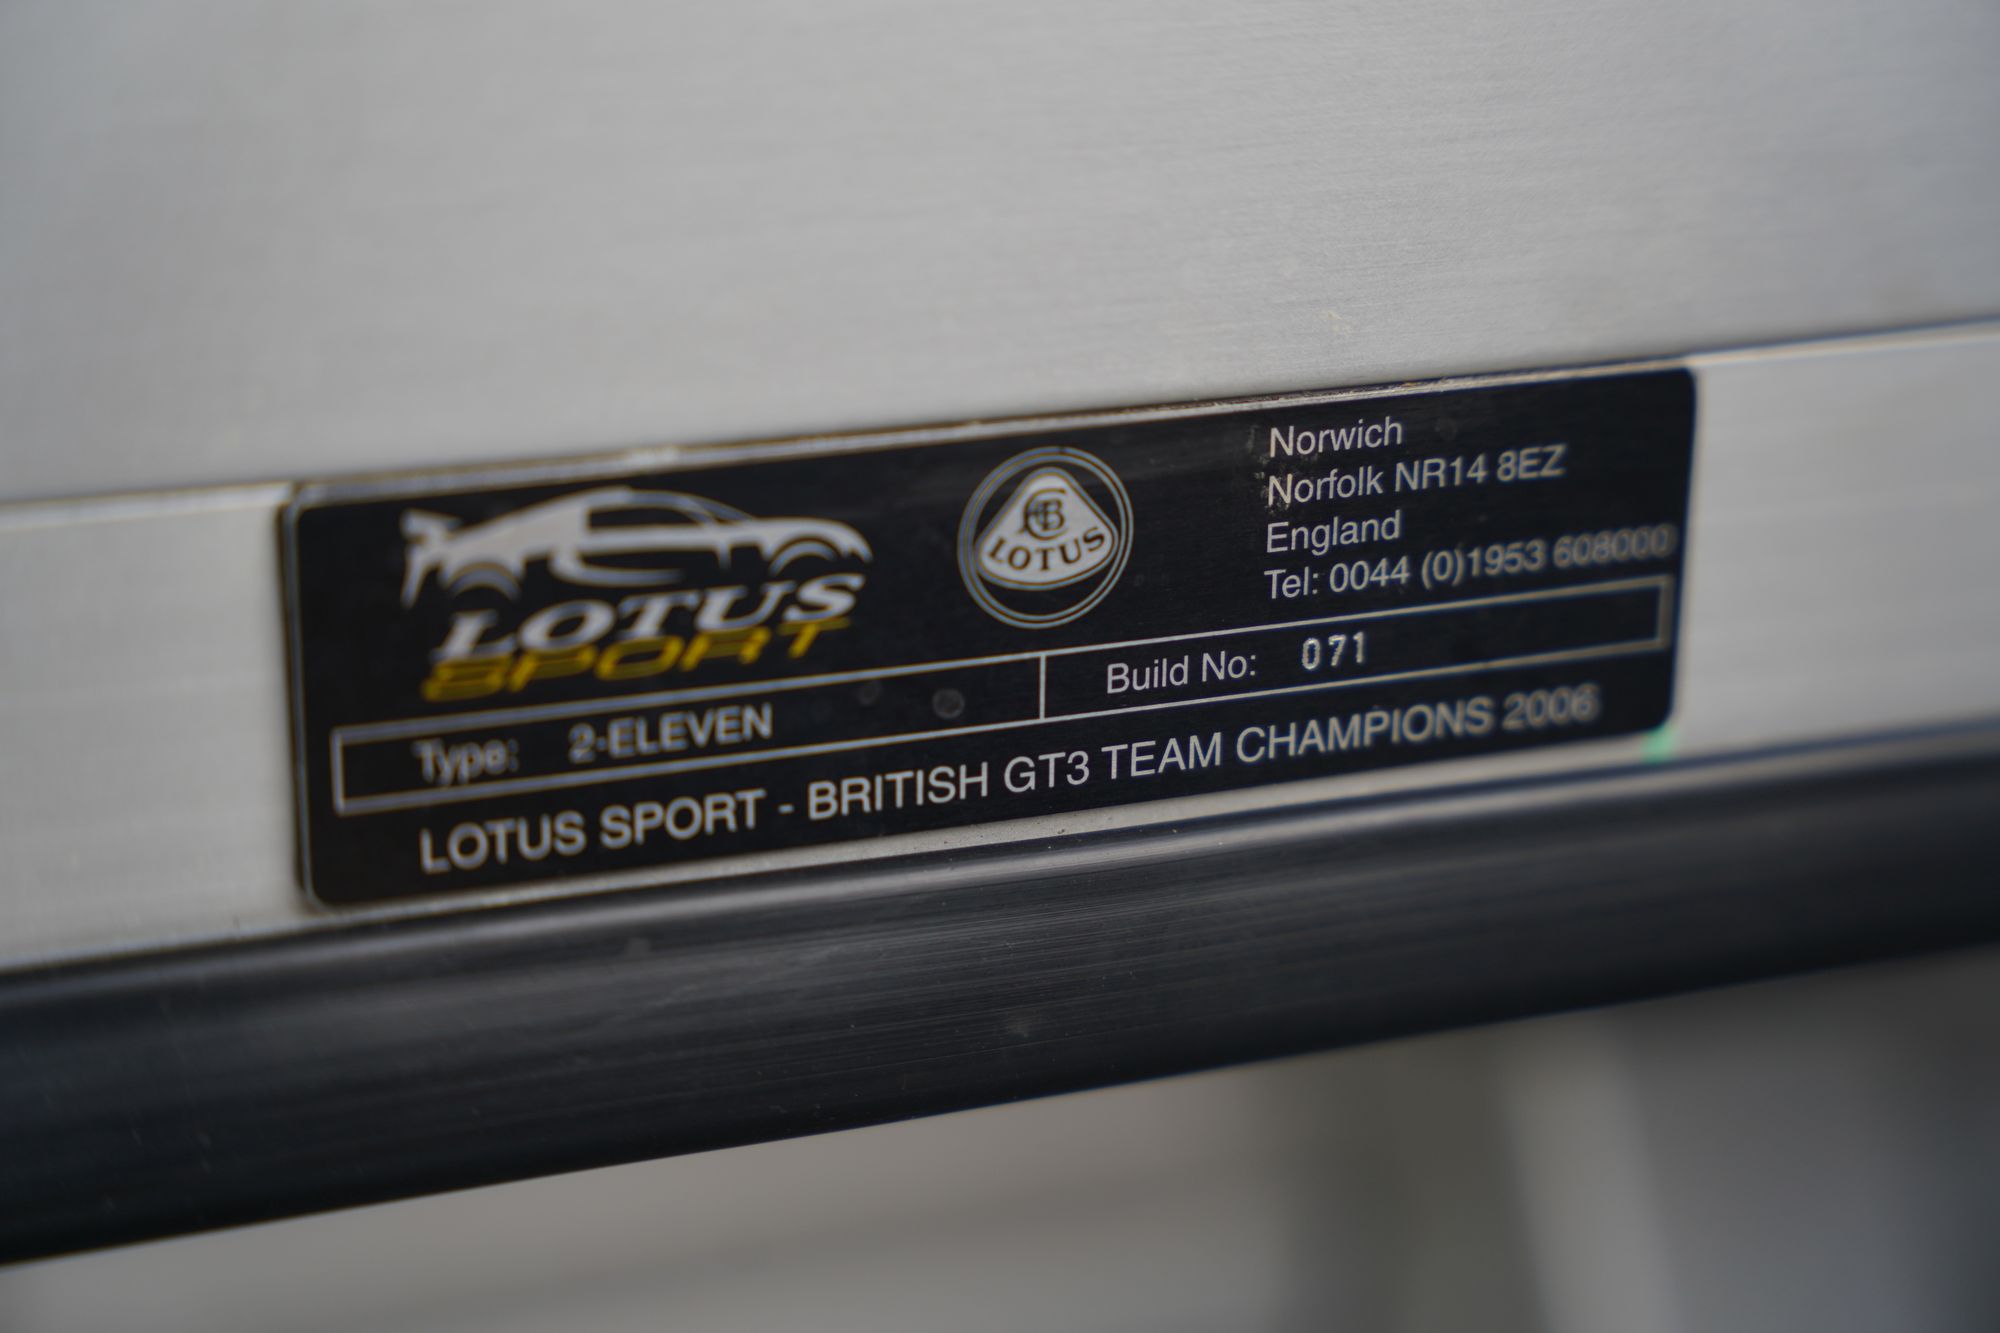 LOTUS
SPORT
LOTUS
Norwich
Norfolk NR14 8EZ
England
Tel: 0044 (0)1953 608000
Type: 2-ELEVEN
Build No: 071
LOTUS SPORT - BRITISH GT3 TEAM CHAMPIONS 2006